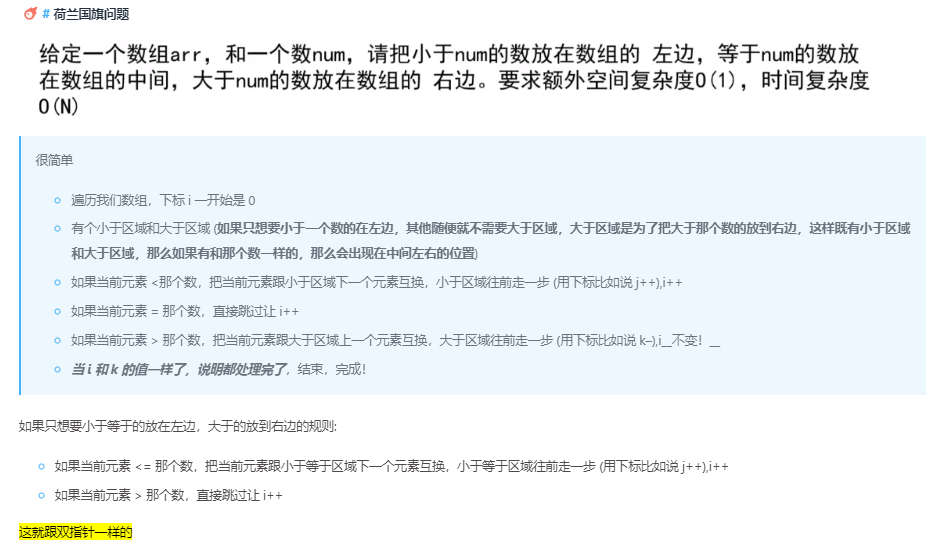 # 荷兰国旗问题
给定一个数组arr，和一个数num，请把小于num的数放在数组的 左边，等于num的数放
在数组的中间，大于num的数放在数组的 右边。要求额外空间复杂度O(1)，时间复杂度
O(N)
很简单
遍历我们数组，下标 i 一开始是 0
有个小于区域和大于区域 (如果只想要小于一个数的在左边，其他随便就不需要大于区域，大于区域是为了把大于那个数的放到右边，这样既有小于区域
和大于区域，那么如果有和那个数一样的，那么会出现在中间左右的位置)
如果当前元素 <那个数，把当前元素跟小于区域下一个元素互换，小于区域往前走一步 (用下标比如说 j++),i++
如果当前元素 = 那个数，直接跳过让 i++
如果当前元素 > 那个数，把当前元素跟大于区域上一个元素互换，大于区域往前走一步 (用下标比如说 k–),i__不变！__
当 i 和 k 的值一样了，说明都处理完了，结束，完成！
如果只想要小于等于的放在左边，大于的放到右边的规则:
如果当前元素 <= 那个数，把当前元素跟小于等于区域下一个元素互换，小于等于区域往前走一步 (用下标比如说 j++),i++
如果当前元素 > 那个数，直接跳过让 i++
这就跟双指针一样的